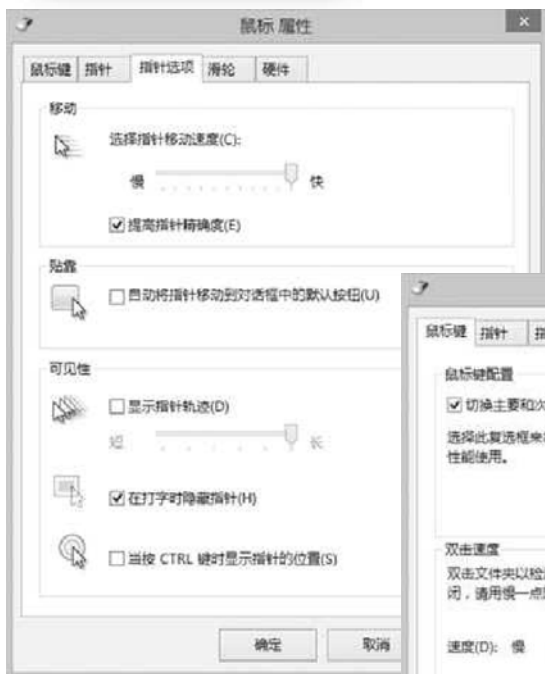 鼠标 属性
鼠标键 指针 指针选项 滑轮 硬件
移动
选择指针移动速度(C):
慢 快
提高指针精确度(E)
贴靠
自动将指针移动到对话框中的默认按钮(U)
可见性
显示指针轨迹(D)
短 长
在打字时隐藏指针(H)
当按 CTRL 键时显示指针的位置(S)
确定 取消
鼠标键 指针
鼠标键配置
切换主要和次
选择此复选框来
性能使用。
双击速度
双击文件夹以检
闭，请用慢一点
速度(D): 慢